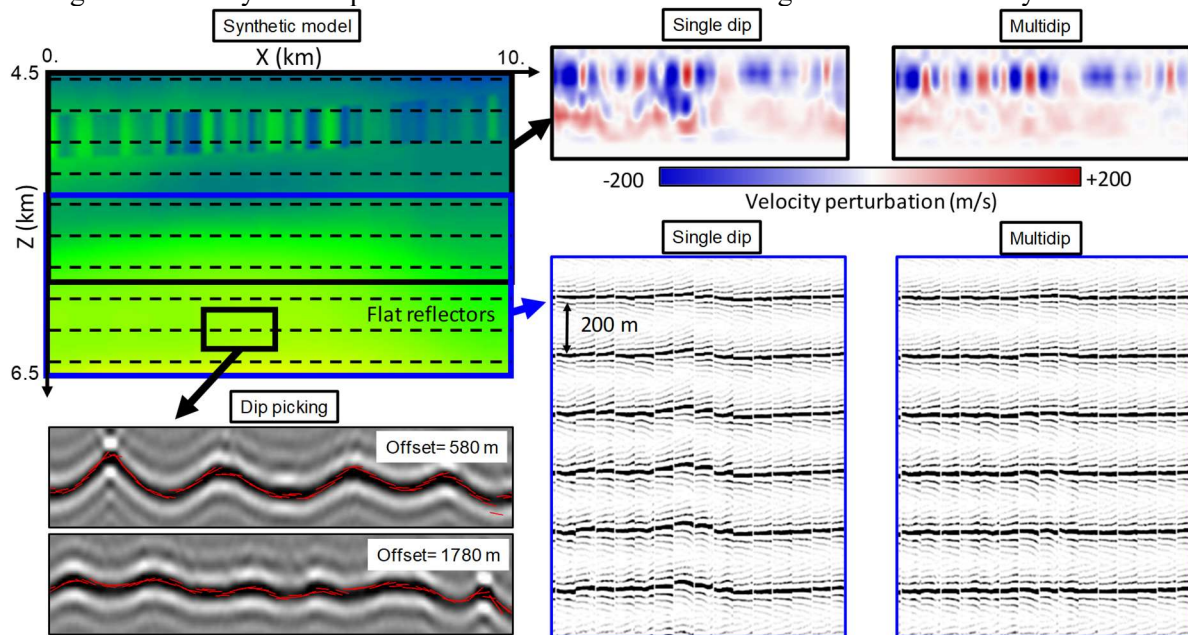 Synthetic model
0.
X (km)
10.
4.5
Z (km)
6.5
Flat reflectors
Dip picking
Offset= 580 m
Offset= 1780 m
Single dip
Multidip
-200
+200
Velocity perturbation (m/s)
Single dip
Multidip
200 m